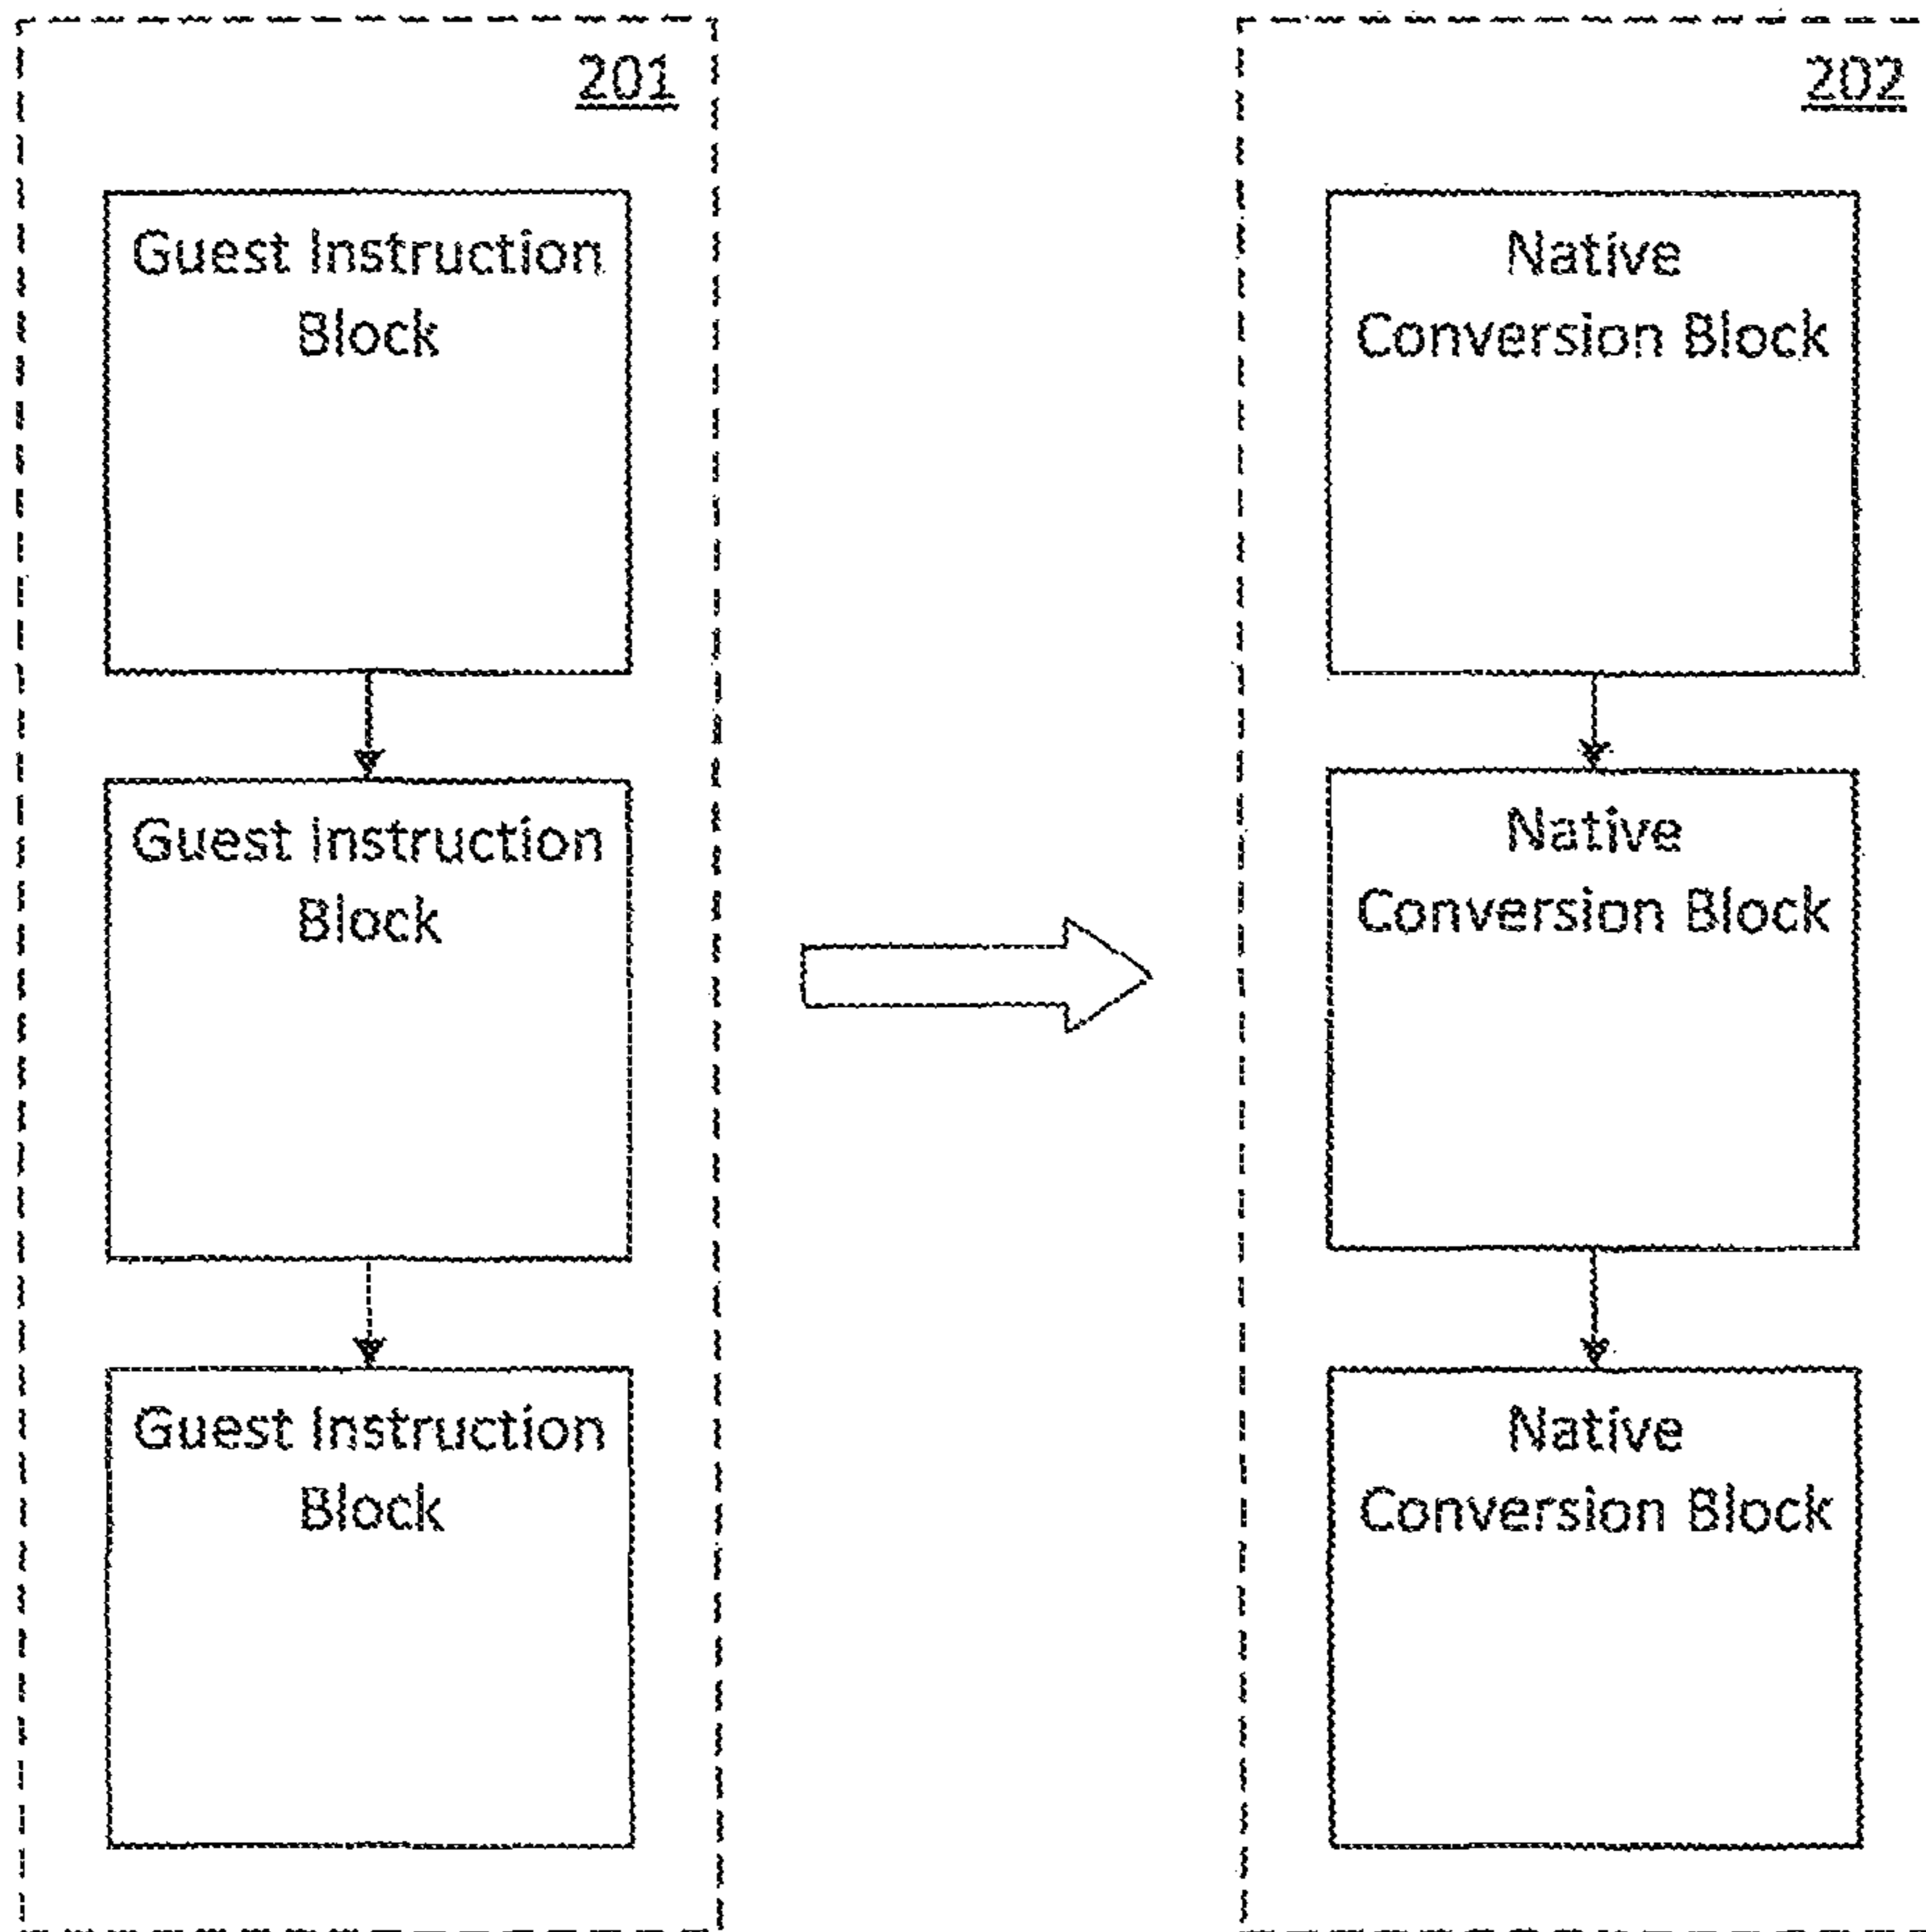 201
Guest Instruction
Block
Guest Instruction
Block
Guest Instruction
Block
202
Native
Conversion Block
Native
Conversion Block
Native
Conversion Block